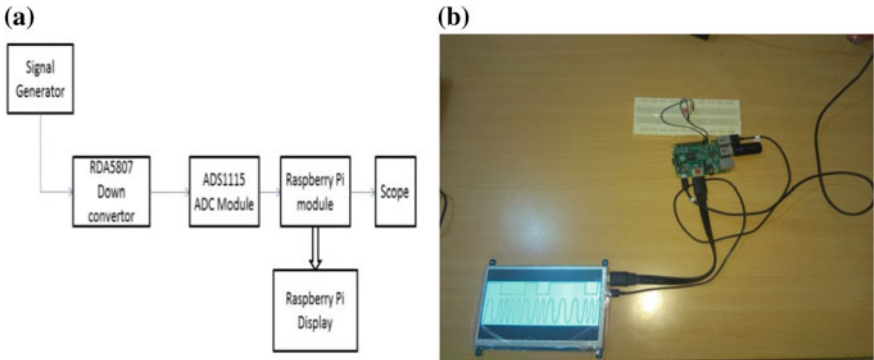 (a)
(b)
Signal
Generator
RDA5807
Down
convertor
ADS1115
ADC Module
Raspberry Pi
module
Scope
Raspberry Pi
Display